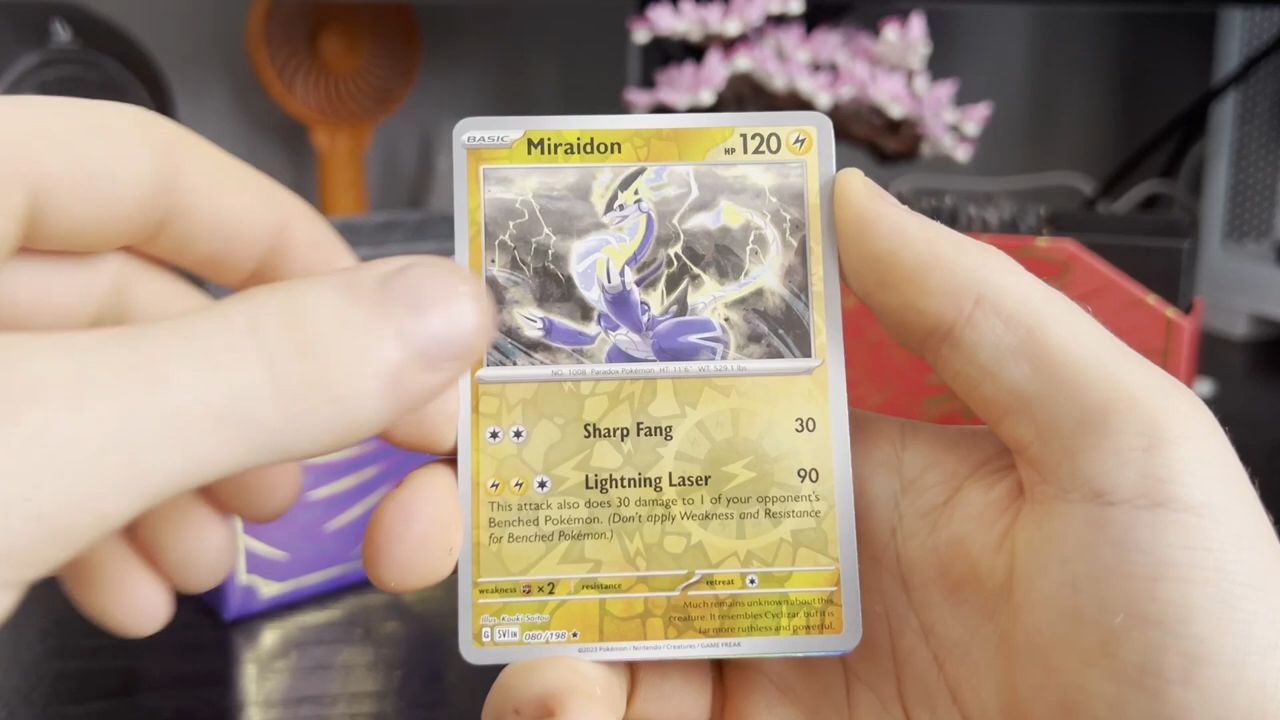 BASIC Miraidon HP 120
NO. 1008 Paradox Pokémon HT: 11'6" WT: 529.1 lbs
Sharp Fang 30
Lightning Laser 90
This attack also does 30 damage to 1 of your opponent's
Benched Pokémon. (Don't apply Weakness and Resistance
for Benched Pokémon.)
weakness ×2 resistance retreat
Much remains unknown about this
creature. It resembles Cyclizar, but it is
far more ruthless and powerful.
Illus. Kouki Saitou
G SVI EN 080/198 ★
©2023 Pokémon / Nintendo / Creatures / GAME FREAK